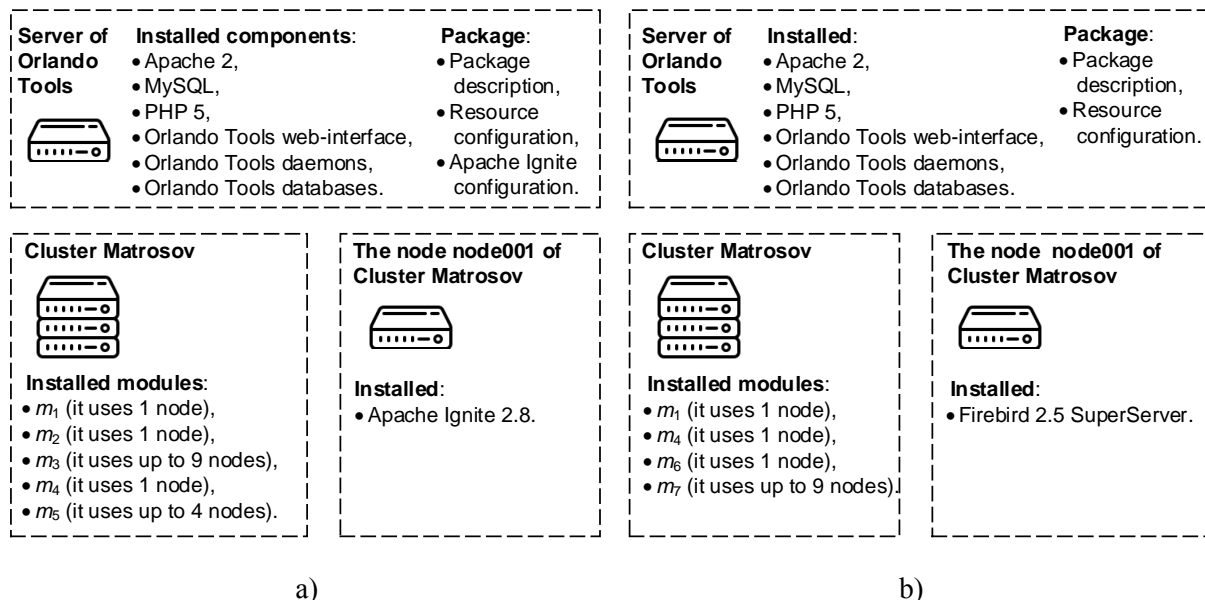 Server of
Orlando
Tools
Installed components:
• Apache 2,
• MySQL,
• PHP 5,
• Orlando Tools web-interface,
• Orlando Tools daemons,
• Orlando Tools databases.
Package:
• Package
description,
• Resource
configuration,
• Apache Ignite
configuration.
Cluster Matrosov
Installed modules:
• m1 (it uses 1 node),
• m2 (it uses 1 node),
• m3 (it uses up to 9 nodes),
• m4 (it uses 1 node),
• m5 (it uses up to 4 nodes).
The node node001 of
Cluster Matrosov
Installed:
• Apache Ignite 2.8.
a)
Server of
Orlando
Tools
Installed:
• Apache 2,
• MySQL,
• PHP 5,
• Orlando Tools web-interface,
• Orlando Tools daemons,
• Orlando Tools databases.
Package:
• Package
description,
• Resource
configuration.
Cluster Matrosov
Installed modules:
• m1 (it uses 1 node),
• m4 (it uses 1 node),
• m6 (it uses 1 node),
• m7 (it uses up to 9 nodes).
The node node001 of
Cluster Matrosov
Installed:
• Firebird 2.5 SuperServer.
b)